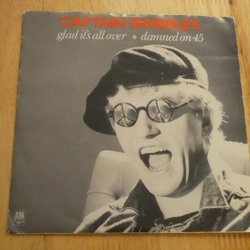 CAPTAIN SENSIBLE'S
glad it's all over • damned on 45
A&M